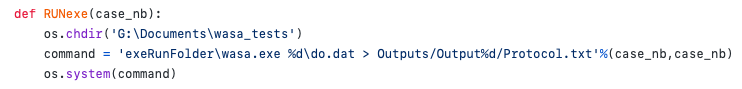 def RUNexe(case_nb):
    os.chdir('G:\Documents\wasa_tests')
    command = 'exeRunFolder\wasa.exe %d\do.dat > Outputs/Output%d/Protocol.txt'%(case_nb,case_nb)
    os.system(command)